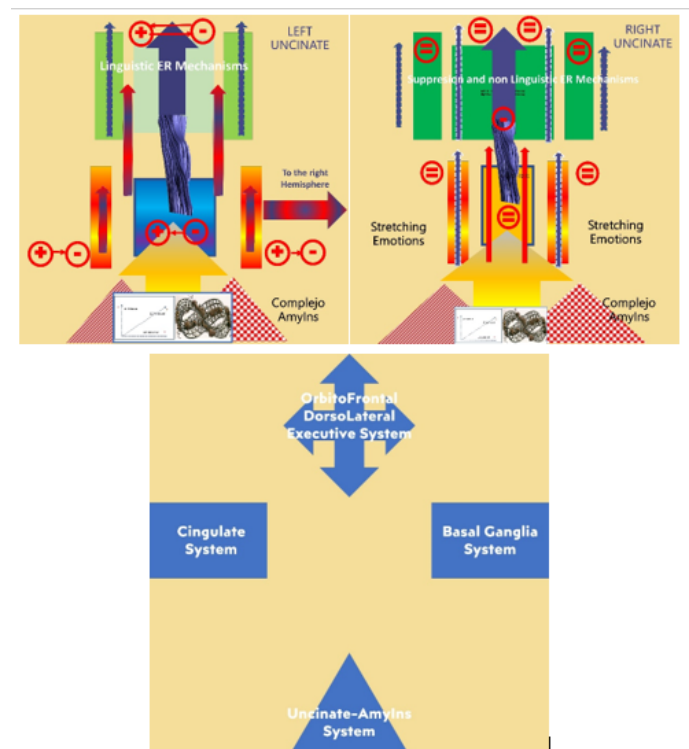 LEFT
UNCINATE
Linguistic ER Mechanisms
To the right
Hemisphere
Complejo
AmyIns
RIGHT
UNCINATE
Suppresion and non Linguistic ER Mechanisms
Stretching
Emotions
Stretching
Emotions
Complejo
AmyIns
OrbitoFrontal
DorsoLateral
Executive System
Cingulate
System
Basal Ganglia
System
Uncinate-AmyIns
System